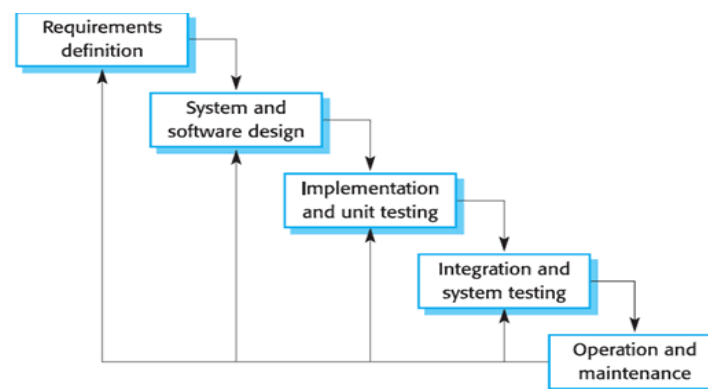 Requirements
definition
System and
software design
Implementation
and unit testing
Integration and
system testing
Operation and
maintenance